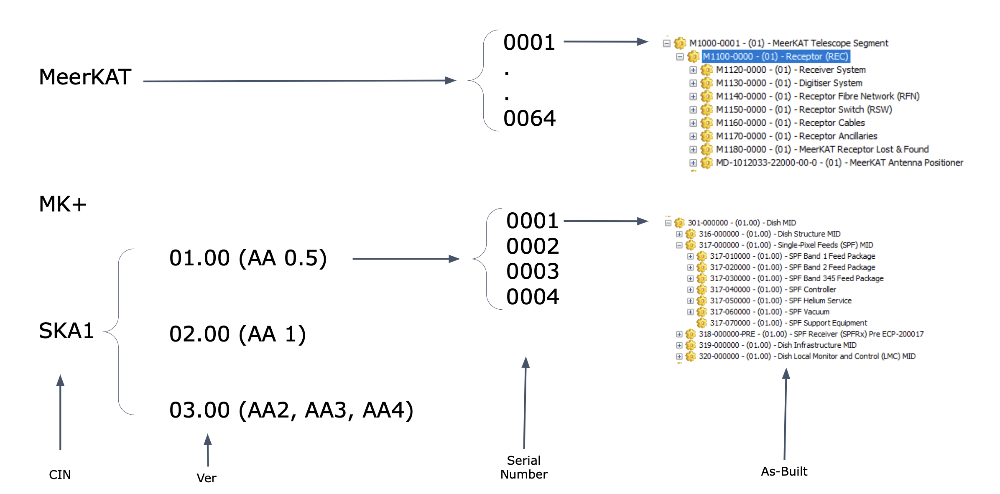 MeerKAT
0001
.
.
0064
M1000-0001 - (01) - MeerKAT Telescope Segment
M1100-0000 - (01) - Receptor (REC)
M1120-0000 - (01) - Receiver System
M1130-0000 - (01) - Digitiser System
M1140-0000 - (01) - Receptor Fibre Network (RFN)
M1150-0000 - (01) - Receptor Switch (RSW)
M1160-0000 - (01) - Receptor Cables
M1170-0000 - (01) - Receptor Ancillaries
M1180-0000 - (01) - MeerKAT Receptor Lost & Found
MD-1012033-22000-00-0 - (01) - MeerKAT Antenna Positioner
MK+
SKA1
01.00 (AA 0.5)
02.00 (AA 1)
03.00 (AA2, AA3, AA4)
0001
0002
0003
0004
301-000000 - (01.00) - Dish MID
316-000000 - (01.00) - Dish Structure MID
317-000000 - (01.00) - Single-Pixel Feeds (SPF) MID
317-010000 - (01.00) - SPF Band 1 Feed Package
317-020000 - (01.00) - SPF Band 2 Feed Package
317-030000 - (01.00) - SPF Band 345 Feed Package
317-040000 - (01.00) - SPF Controller
317-050000 - (01.00) - SPF Helium Service
317-060000 - (01.00) - SPF Vacuum
317-070000 - (01.00) - SPF Support Equipment
318-000000-PRE - (01.00) - SPF Receiver (SPFRx) Pre ECP-200017
319-000000 - (01.00) - Dish Infrastructure MID
320-000000 - (01.00) - Dish Local Monitor and Control (LMC) MID
CIN
Ver
Serial
Number
As-Built